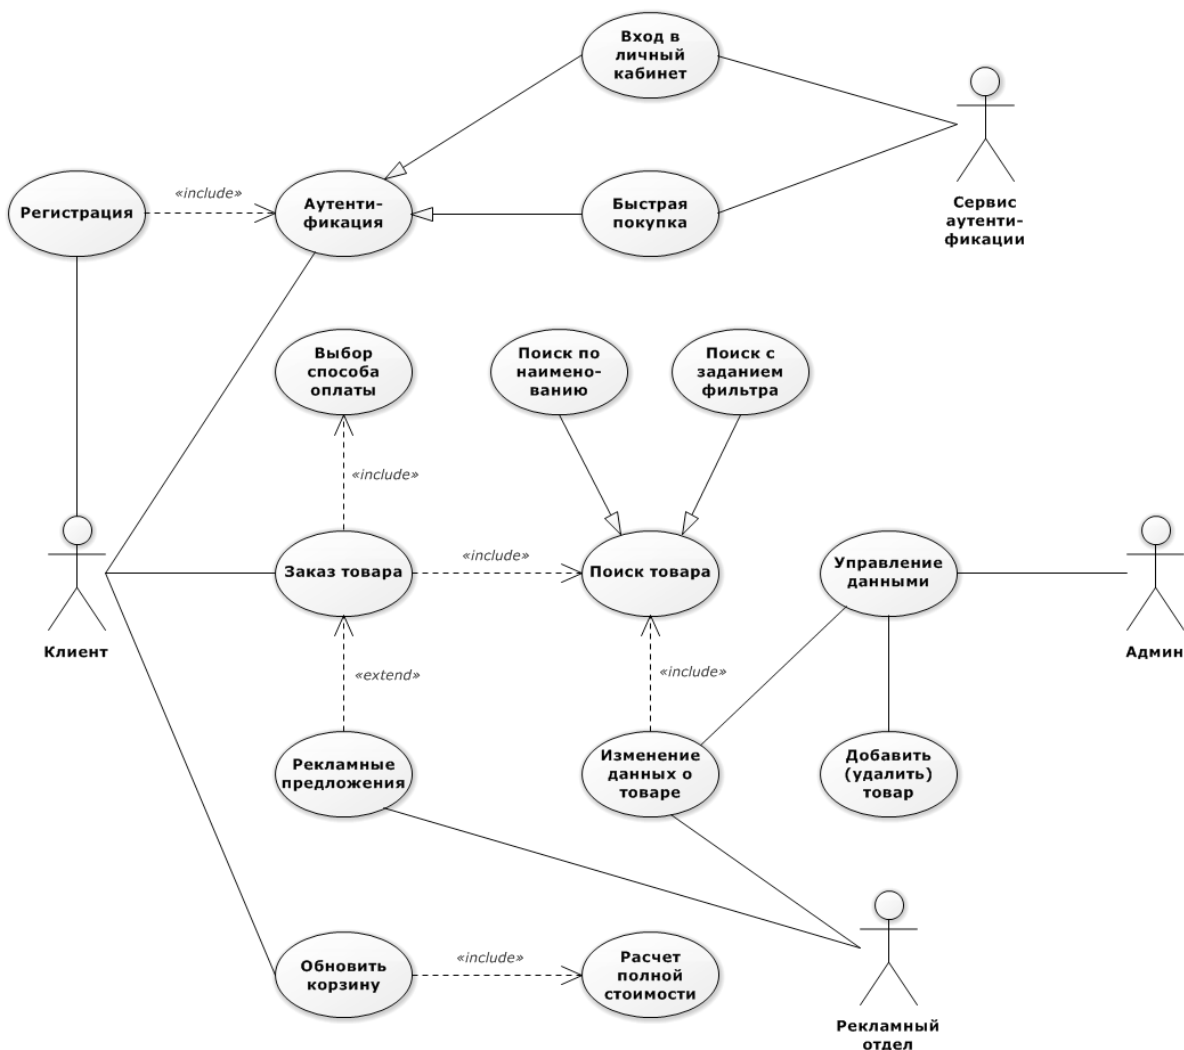 Вход в
личный
кабинет
Сервис
аутенти-
фикации
Регистрация
«include»
Аутенти-
фикация
Быстрая
покупка
Выбор
способа
оплаты
Поиск по
наимено-
ванию
Поиск с
заданием
фильтра
«include»
Клиент
Заказ товара
«include»
Поиск товара
Управление
данными
Админ
«extend»
«include»
Рекламные
предложения
Изменение
данных о
товаре
Добавить
(удалить)
товар
Обновить
корзину
«include»
Расчет
полной
стоимости
Рекламный
отдел